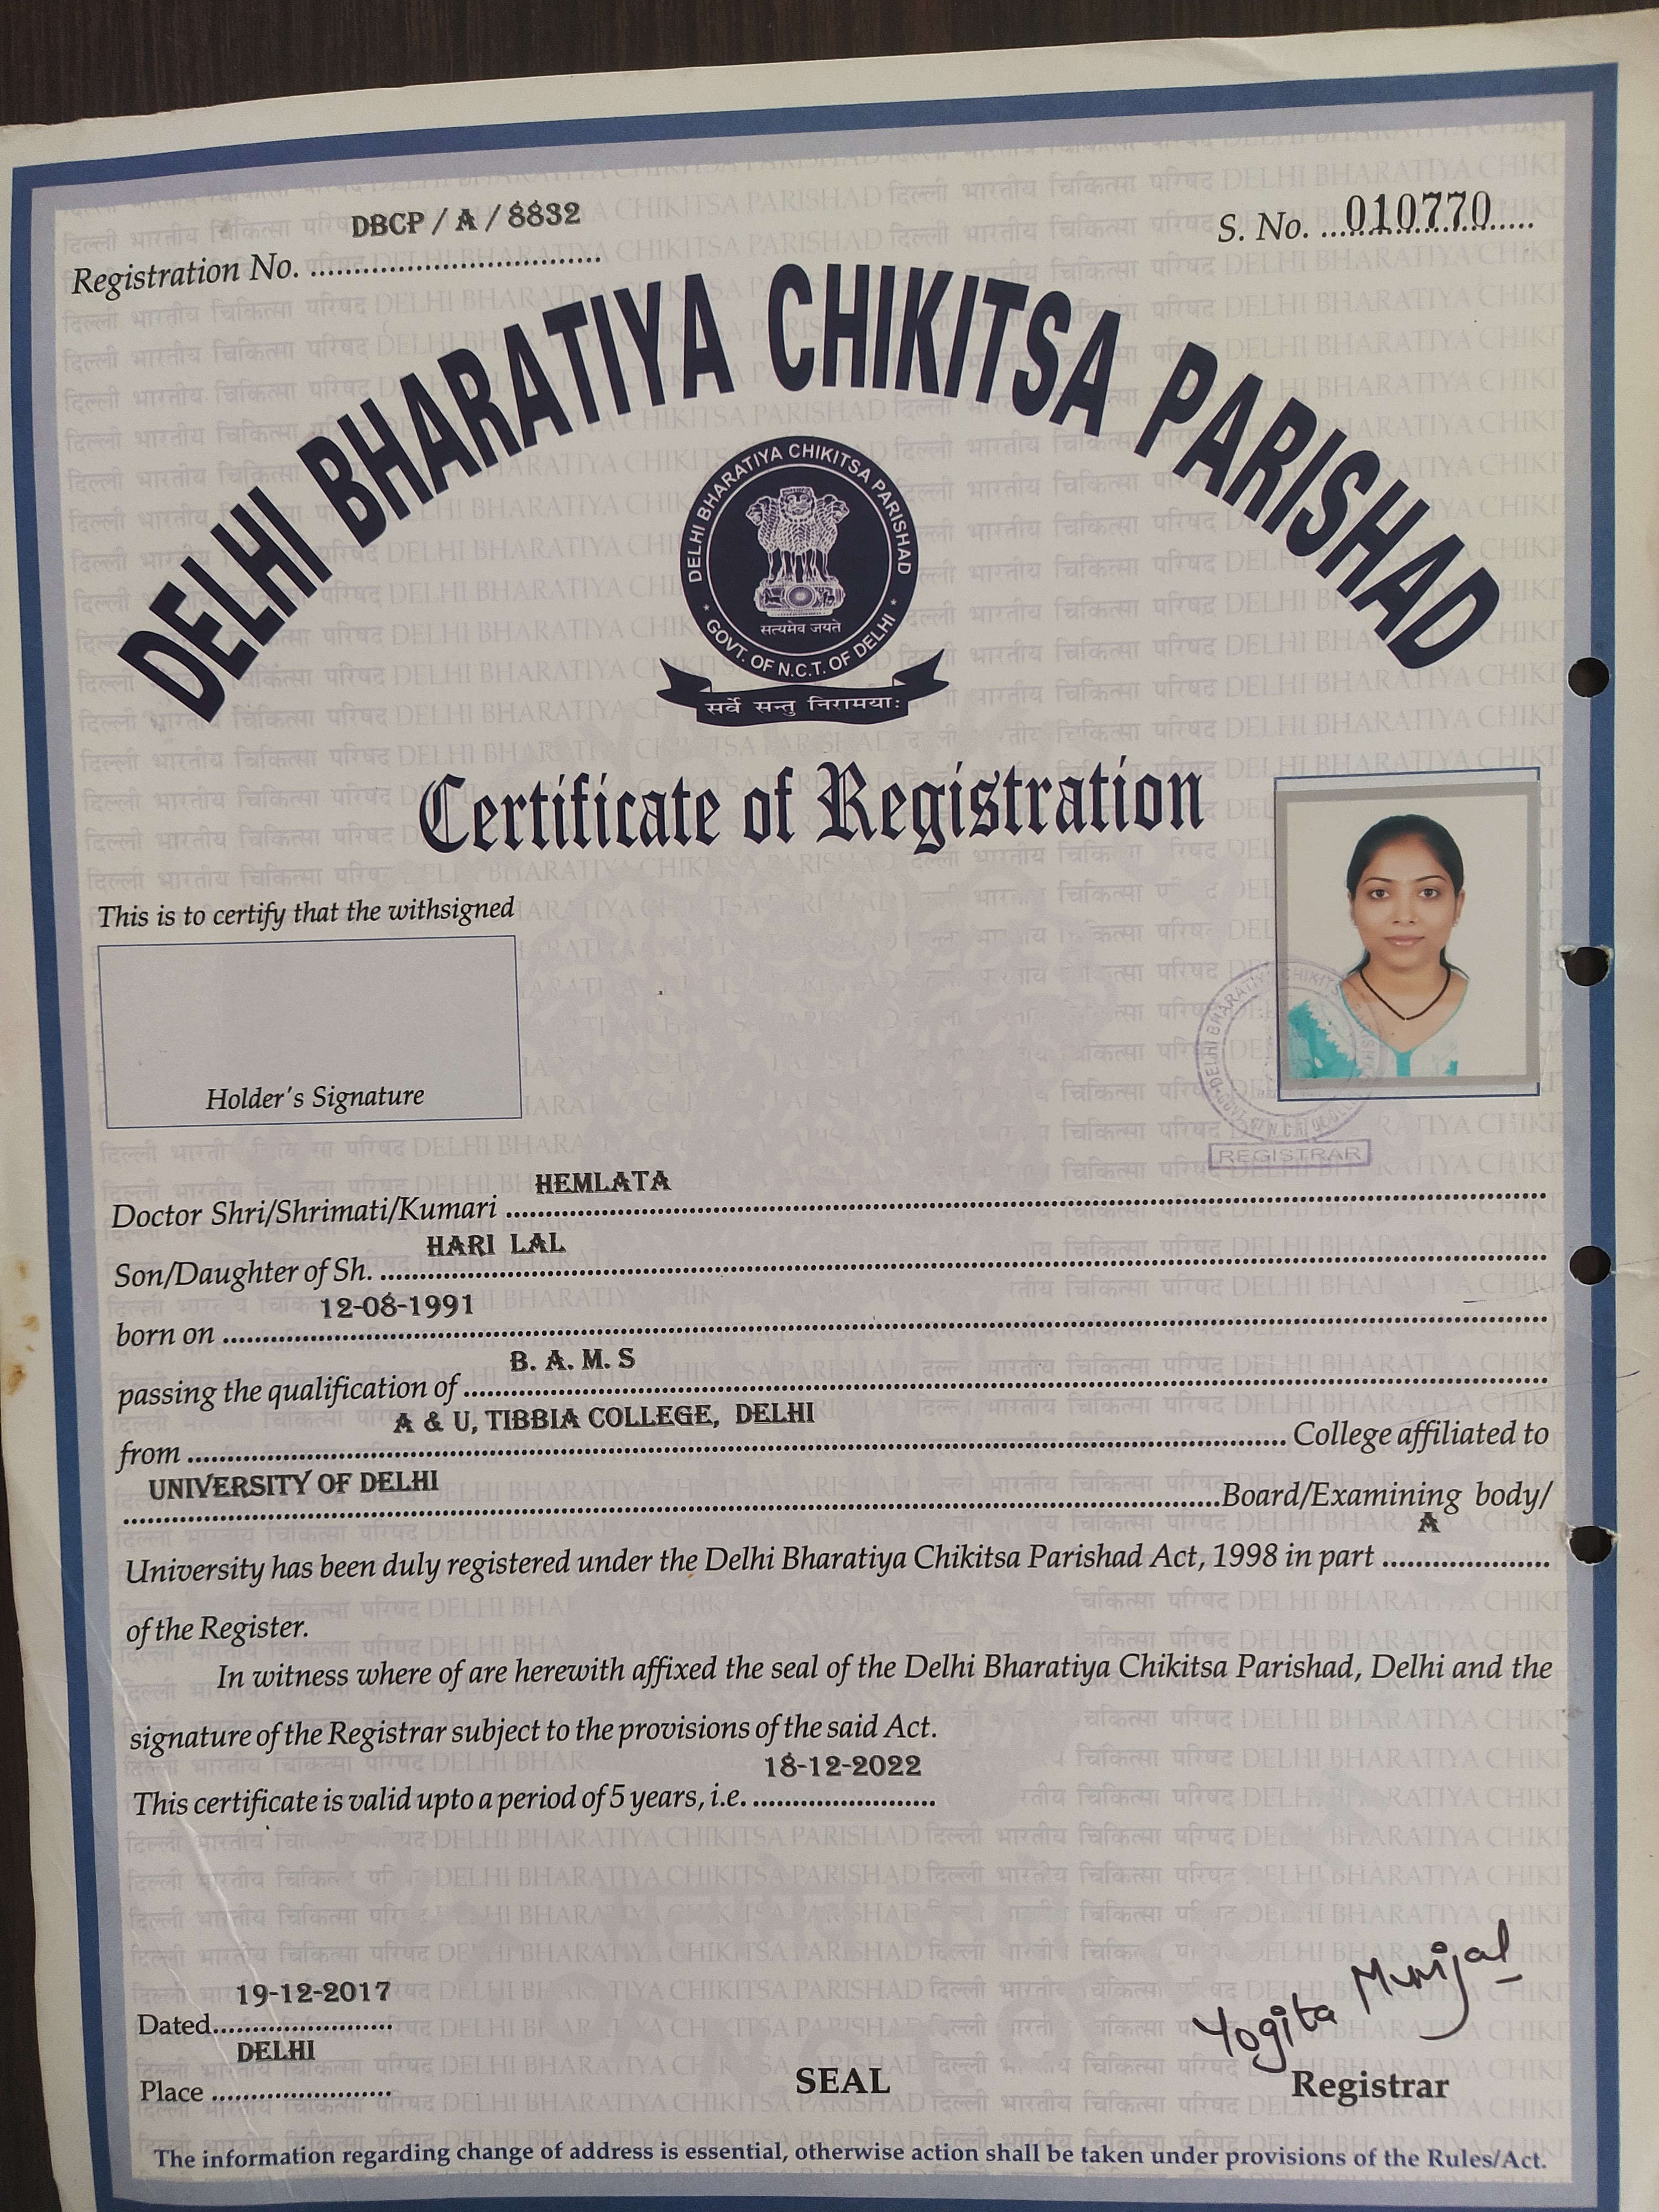 DBCP / A / 8832
Registration No. ................................
S. No. ...010770......
DELHI BHARATIYA CHIKITSA PARISHAD
DELHI BHARATIYA CHIKITSA PARISHAD
सत्यमेव जयते
* GOVT. OF N.C.T. OF DELHI *
सर्वे सन्तु निरामयाः
Certificate of Registration
This is to certify that the withsigned
Holder's Signature
REGISTRAR
HEMLATA
Doctor Shri/Shrimati/Kumari ................................
HARI LAL
Son/Daughter of Sh. ................................
12-08-1991
born on ................................
B. A. M. S
passing the qualification of ................................
A & U, TIBBIA COLLEGE, DELHI
from ................................ College affiliated to
UNIVERSITY OF DELHI
................................Board/Examining body/
A
University has been duly registered under the Delhi Bharatiya Chikitsa Parishad Act, 1998 in part ....................
of the Register.
In witness where of are herewith affixed the seal of the Delhi Bharatiya Chikitsa Parishad, Delhi and the
signature of the Registrar subject to the provisions of the said Act.
18-12-2022
This certificate is valid upto a period of 5 years, i.e. ........................
19-12-2017
Dated........................
DELHI
Place ........................
SEAL
Yogita Munjal
Registrar
The information regarding change of address is essential, otherwise action shall be taken under provisions of the Rules/Act.